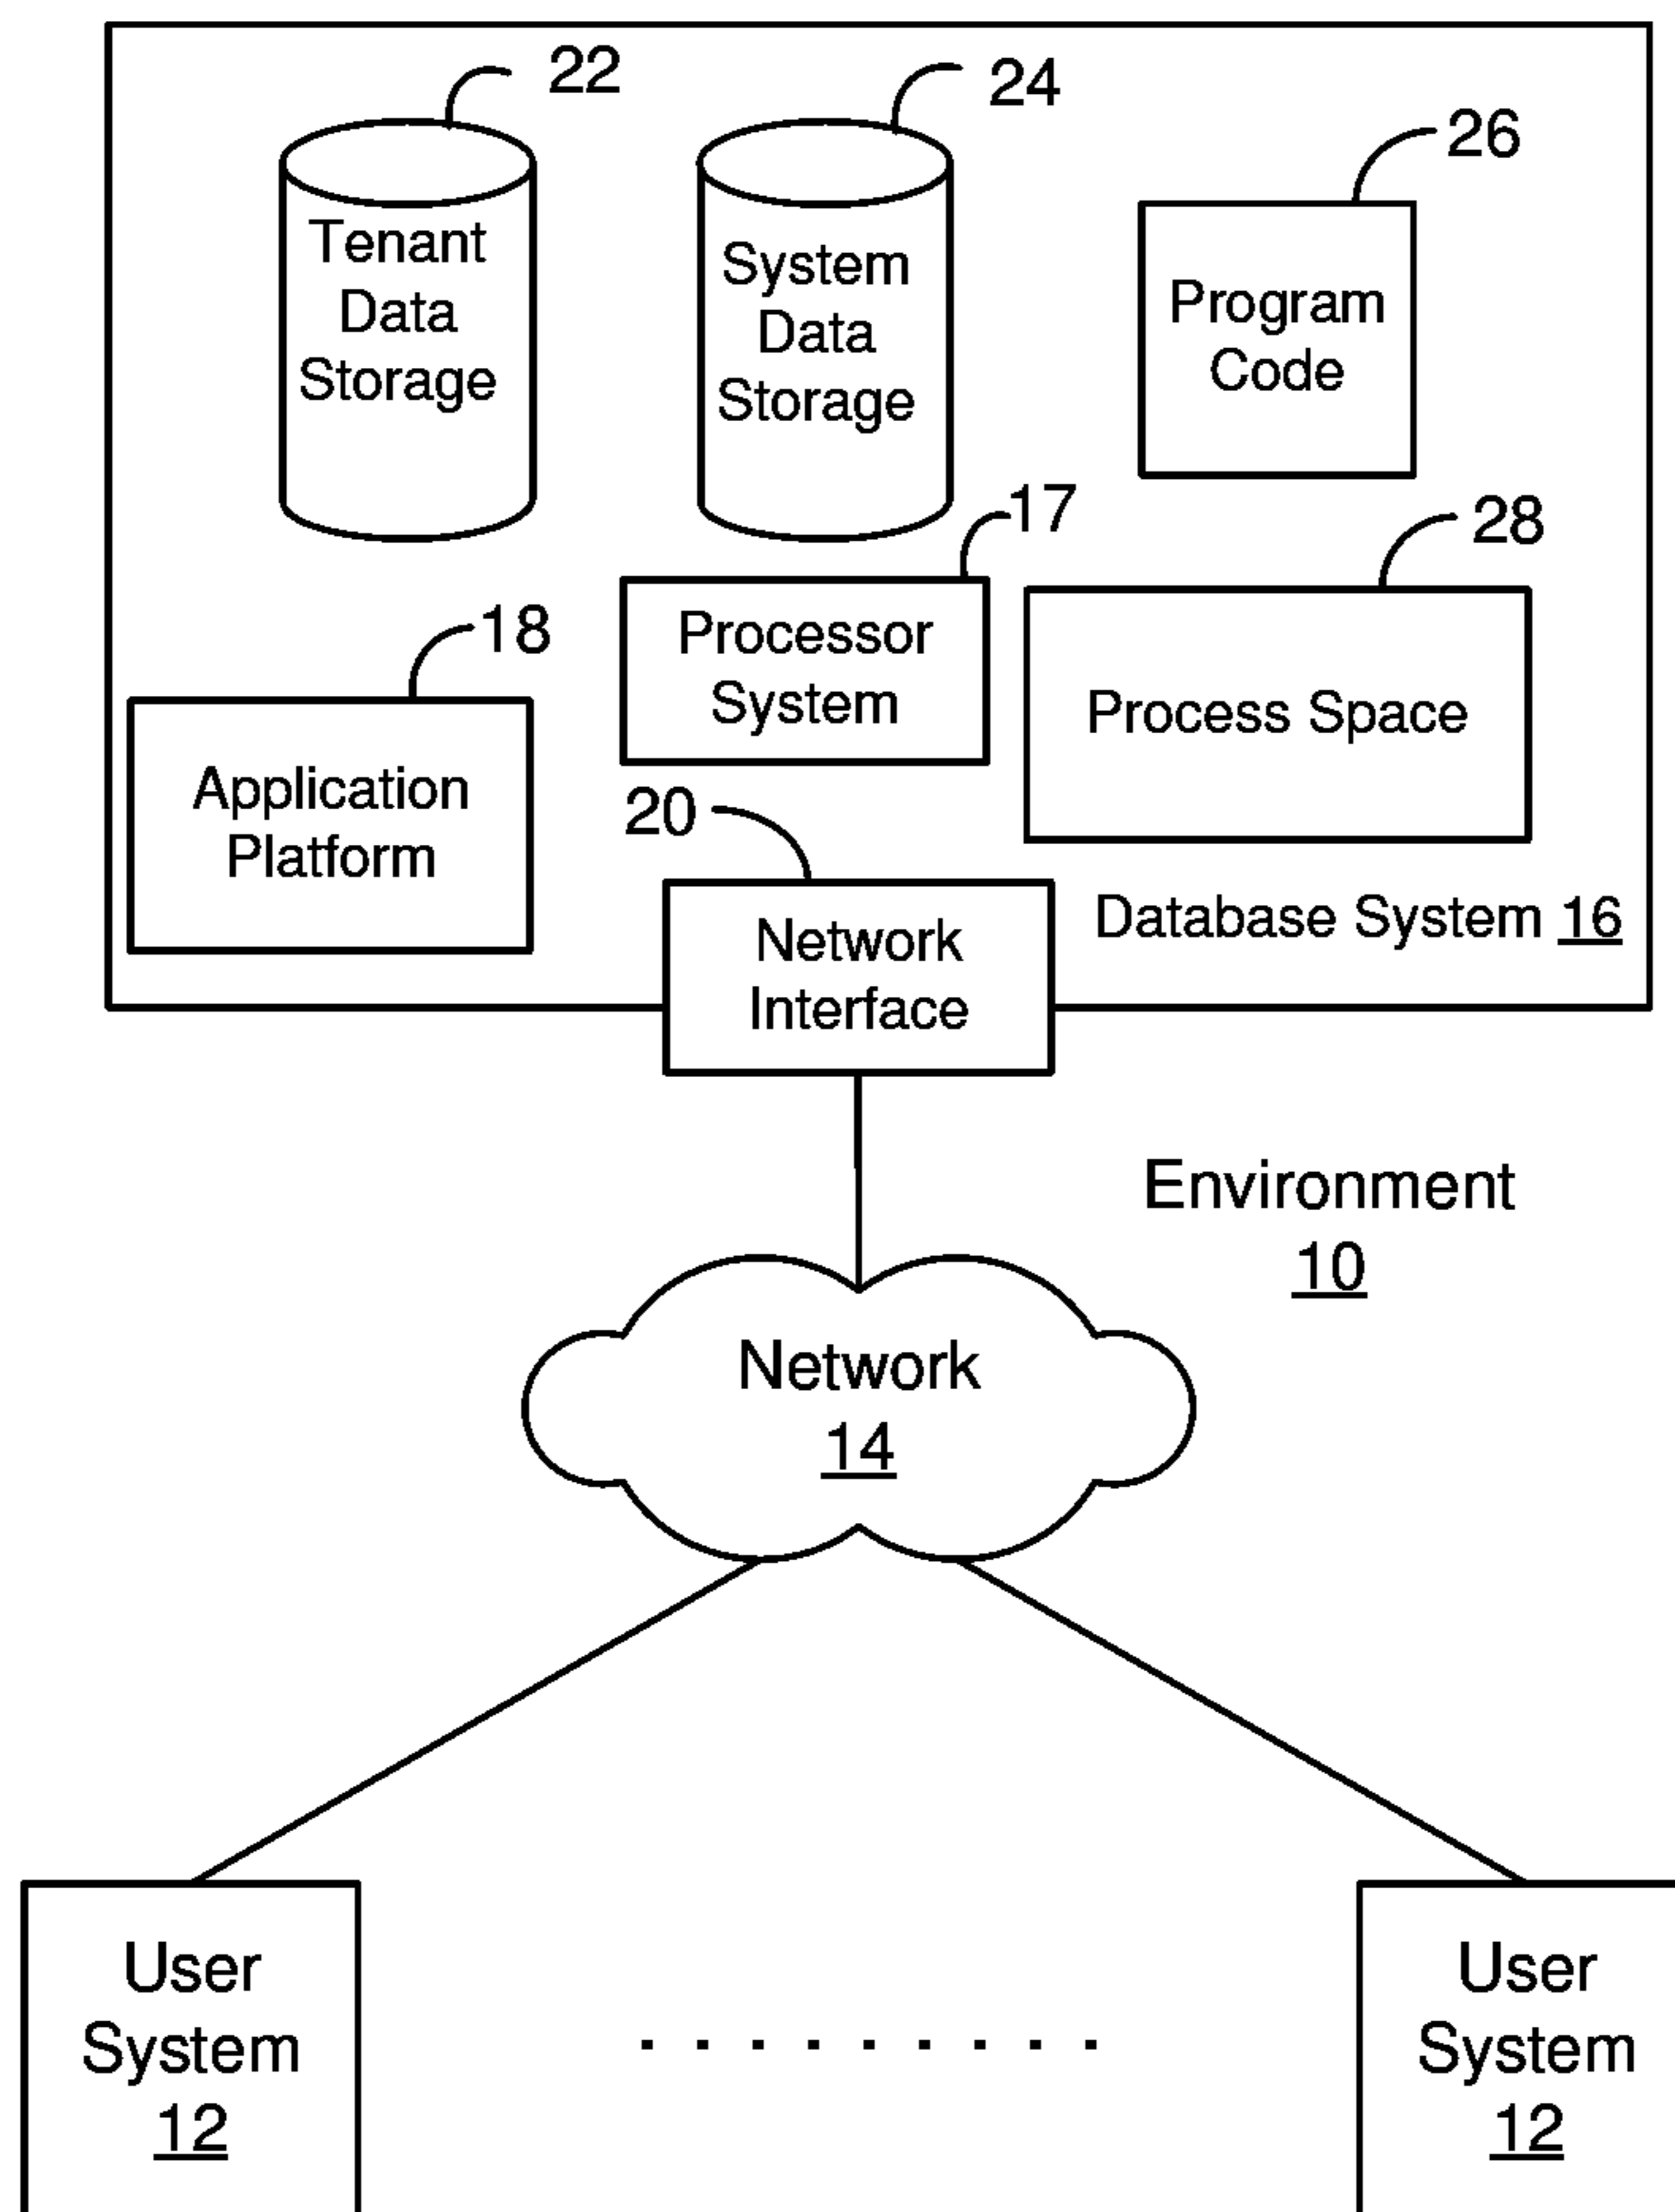 22
24
26
Tenant
Data
Storage
System
Data
Storage
Program
Code
17
28
18
Processor
System
Process Space
Application
Platform
20
Database System 16
Network
Interface
Environment
10
Network
14
User
System
12
. . . . . . . . .
User
System
12